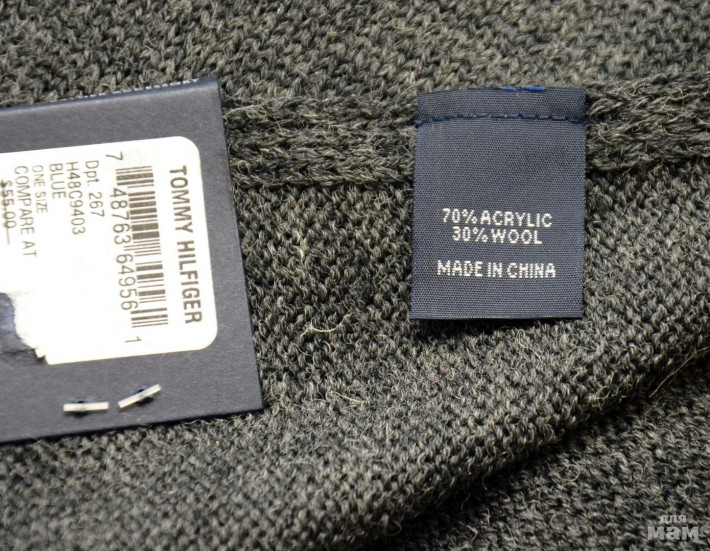 TOMMY HILFIGER
7 48763 64956 1
Dpt. 267
H48C9403
BLUE
ONE SIZE
COMPARE AT
$55.00
70% ACRYLIC
30% WOOL
MADE IN CHINA
для
мам